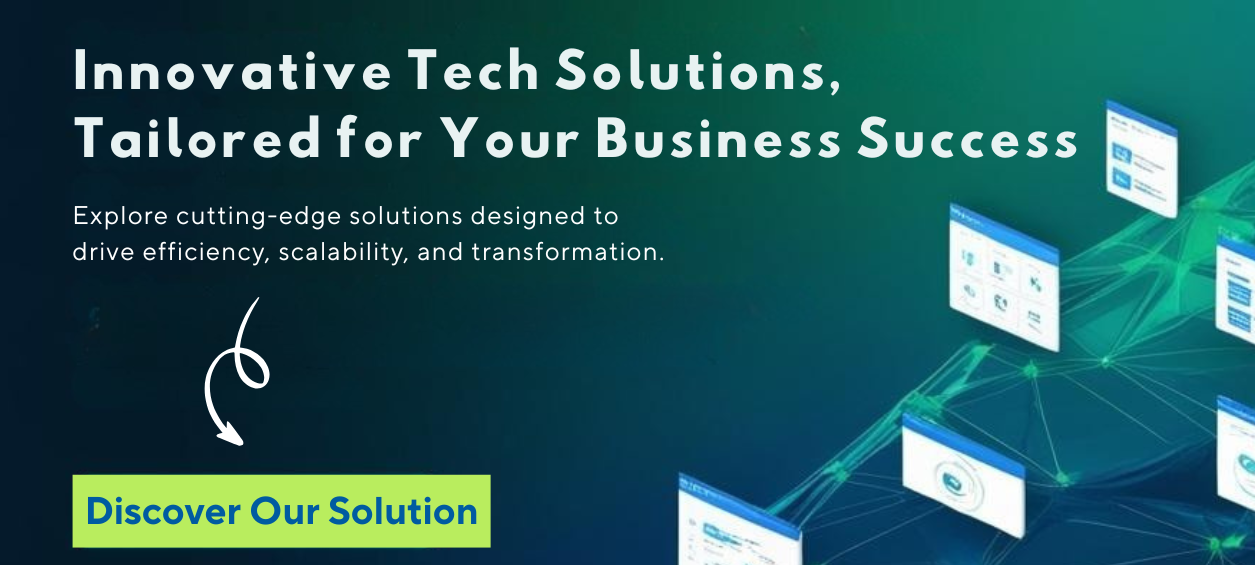 Innovative Tech Solutions,
Tailored for Your Business Success
Explore cutting-edge solutions designed to
drive efficiency, scalability, and transformation.
Discover Our Solution